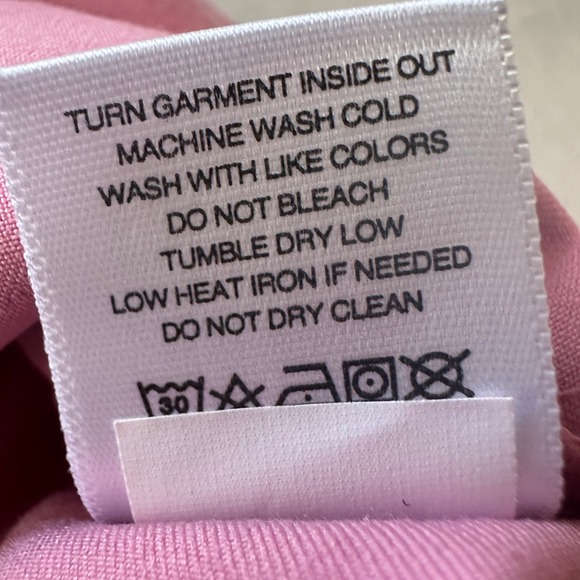 TURN GARMENT INSIDE OUT
MACHINE WASH COLD
WASH WITH LIKE COLORS
DO NOT BLEACH
TUMBLE DRY LOW
LOW HEAT IRON IF NEEDED
DO NOT DRY CLEAN
30